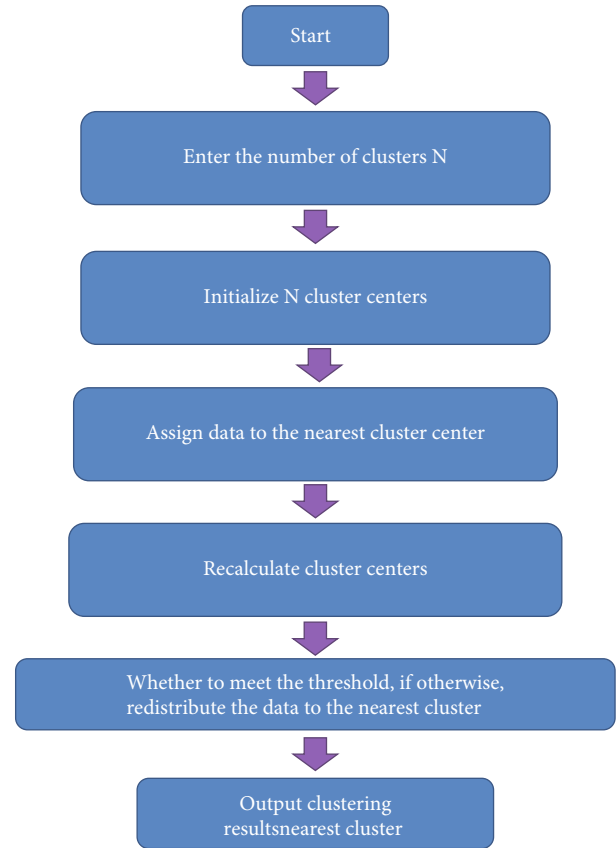 Start
Enter the number of clusters N
Initialize N cluster centers
Assign data to the nearest cluster center
Recalculate cluster centers
Whether to meet the threshold, if otherwise,
redistribute the data to the nearest cluster
Output clustering
resultsnearest cluster